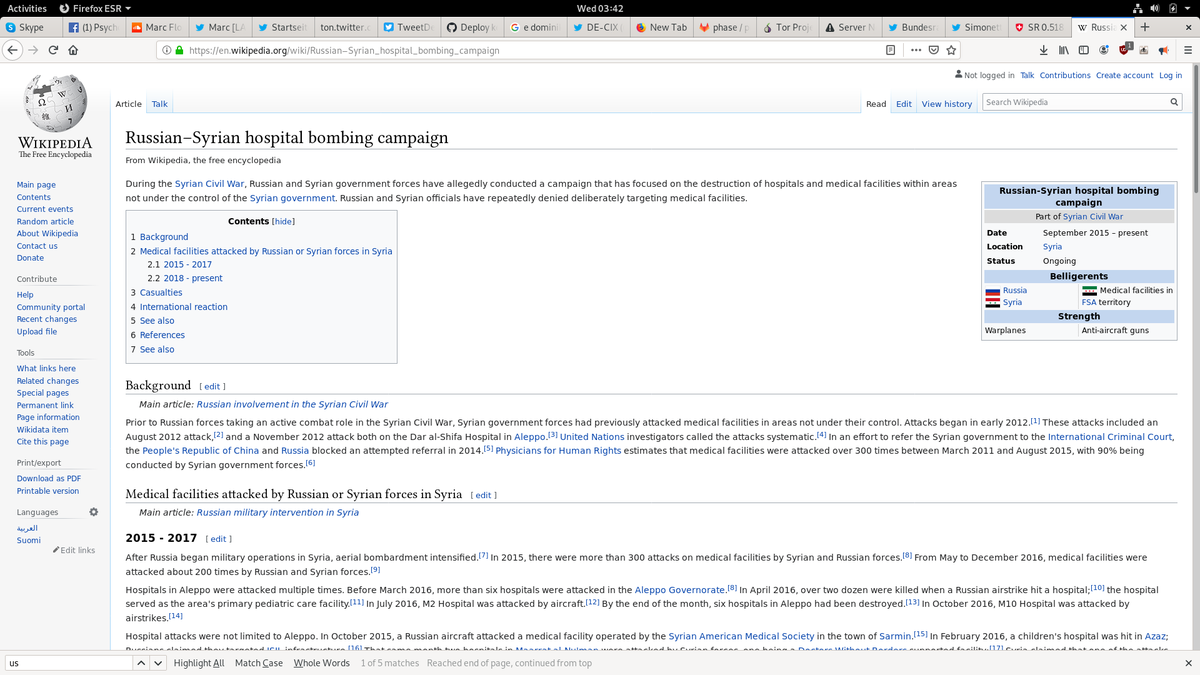 Activities Firefox ESR Wed 03:42
Skype (1) Psych Marc Flo Marc [LA Startseit ton.twitter. TweetDe Deploy k e domini DE-CIX ( New Tab phase / p Tor Proj Server N Bundesr Simoneti SR 0.518. Russia
https://en.wikipedia.org/wiki/Russian–Syrian_hospital_bombing_campaign
Not logged in Talk Contributions Create account Log in
Article Talk Read Edit View history Search Wikipedia
WIKIPEDIA
The Free Encyclopedia
Main page
Contents
Current events
Random article
About Wikipedia
Contact us
Donate
Contribute
Help
Community portal
Recent changes
Upload file
Tools
What links here
Related changes
Special pages
Permanent link
Page information
Wikidata item
Cite this page
Print/export
Download as PDF
Printable version
Languages
العربية
Suomi
Edit links
Russian–Syrian hospital bombing campaign
From Wikipedia, the free encyclopedia
During the Syrian Civil War, Russian and Syrian government forces have allegedly conducted a campaign that has focused on the destruction of hospitals and medical facilities within areas
not under the control of the Syrian government. Russian and Syrian officials have repeatedly denied deliberately targeting medical facilities.
Contents [hide]
1 Background
2 Medical facilities attacked by Russian or Syrian forces in Syria
2.1 2015 - 2017
2.2 2018 - present
3 Casualties
4 International reaction
5 See also
6 References
7 See also
Russian-Syrian hospital bombing
campaign
Part of Syrian Civil War
Date September 2015 – present
Location Syria
Status Ongoing
Belligerents
Russia Medical facilities in
Syria FSA territory
Strength
Warplanes Anti-aircraft guns
Background [ edit ]
Main article: Russian involvement in the Syrian Civil War
Prior to Russian forces taking an active combat role in the Syrian Civil War, Syrian government forces had previously attacked medical facilities in areas not under their control. Attacks began in early 2012.[1] These attacks included an
August 2012 attack,[2] and a November 2012 attack both on the Dar al-Shifa Hospital in Aleppo.[3] United Nations investigators called the attacks systematic.[4] In an effort to refer the Syrian government to the International Criminal Court,
the People's Republic of China and Russia blocked an attempted referral in 2014.[5] Physicians for Human Rights estimates that medical facilities were attacked over 300 times between March 2011 and August 2015, with 90% being
conducted by Syrian government forces.[6]
Medical facilities attacked by Russian or Syrian forces in Syria [ edit ]
Main article: Russian military intervention in Syria
2015 - 2017 [ edit ]
After Russia began military operations in Syria, aerial bombardment intensified.[7] In 2015, there were more than 300 attacks on medical facilities by Syrian and Russian forces.[8] From May to December 2016, medical facilities were
attacked about 200 times by Russian and Syrian forces.[9]
Hospitals in Aleppo were attacked multiple times. Before March 2016, more than six hospitals were attacked in the Aleppo Governorate.[8] In April 2016, over two dozen were killed when a Russian airstrike hit a hospital;[10] the hospital
served as the area's primary pediatric care facility.[11] In July 2016, M2 Hospital was attacked by aircraft.[12] By the end of the month, six hospitals in Aleppo had been destroyed.[13] In October 2016, M10 Hospital was attacked by
airstrikes.[14]
Hospital attacks were not limited to Aleppo. In October 2015, a Russian aircraft attacked a medical facility operated by the Syrian American Medical Society in the town of Sarmin.[15] In February 2016, a children's hospital was hit in Azaz;
us Highlight All Match Case Whole Words 1 of 5 matches Reached end of page, continued from top